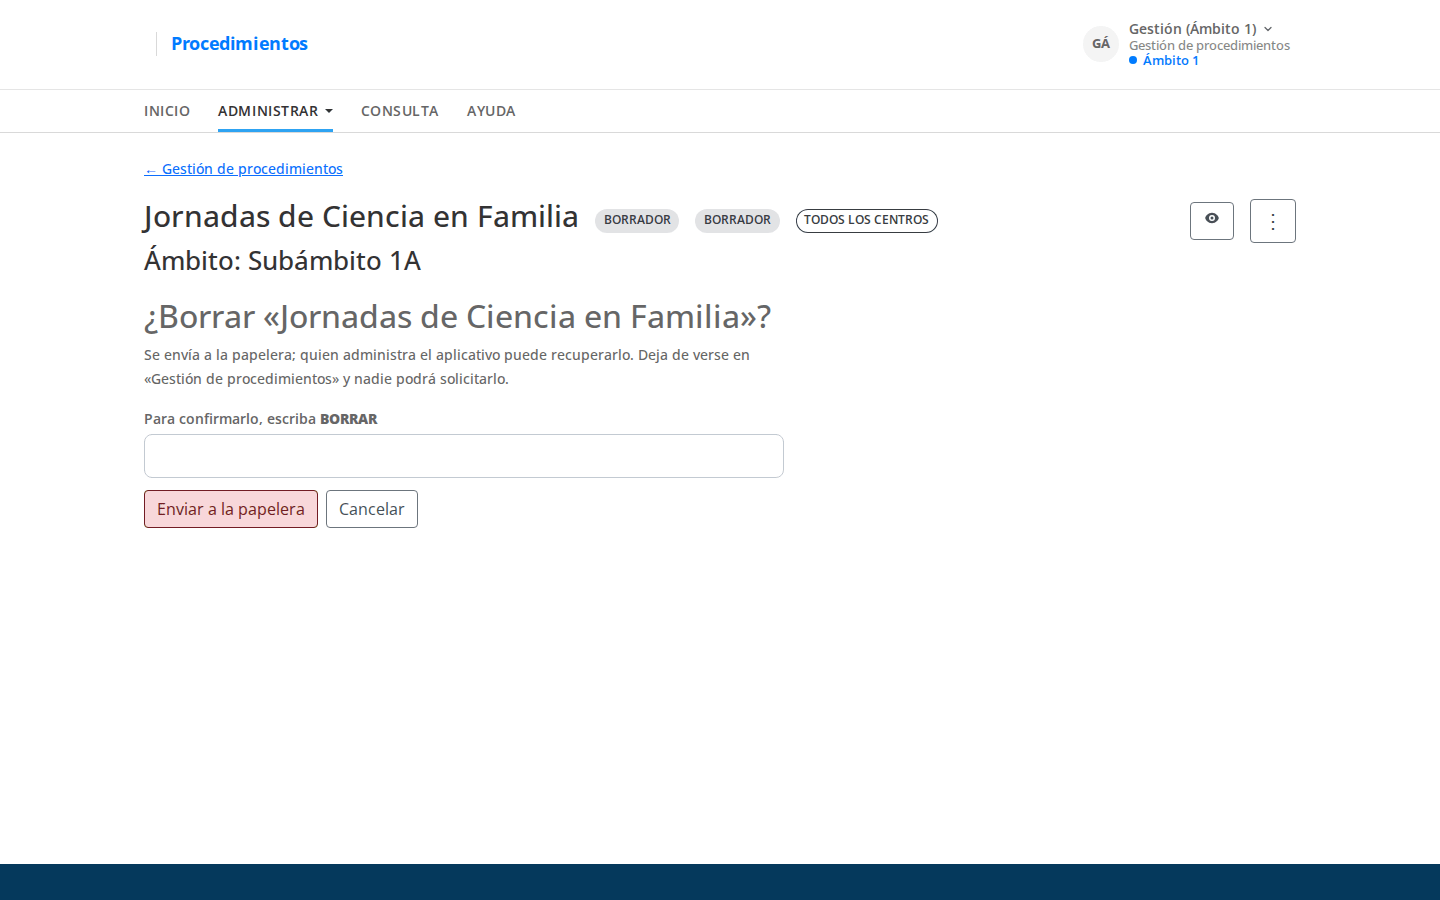 Procedimientos
GÁ
Gestión (Ámbito 1)
Gestión de procedimientos
Ámbito 1
INICIO
ADMINISTRAR
CONSULTA
AYUDA
← Gestión de procedimientos
Jornadas de Ciencia en Familia BORRADOR BORRADOR TODOS LOS CENTROS
Ámbito: Subámbito 1A
¿Borrar «Jornadas de Ciencia en Familia»?
Se envía a la papelera; quien administra el aplicativo puede recuperarlo. Deja de verse en
«Gestión de procedimientos» y nadie podrá solicitarlo.
Para confirmarlo, escriba BORRAR
Enviar a la papelera
Cancelar